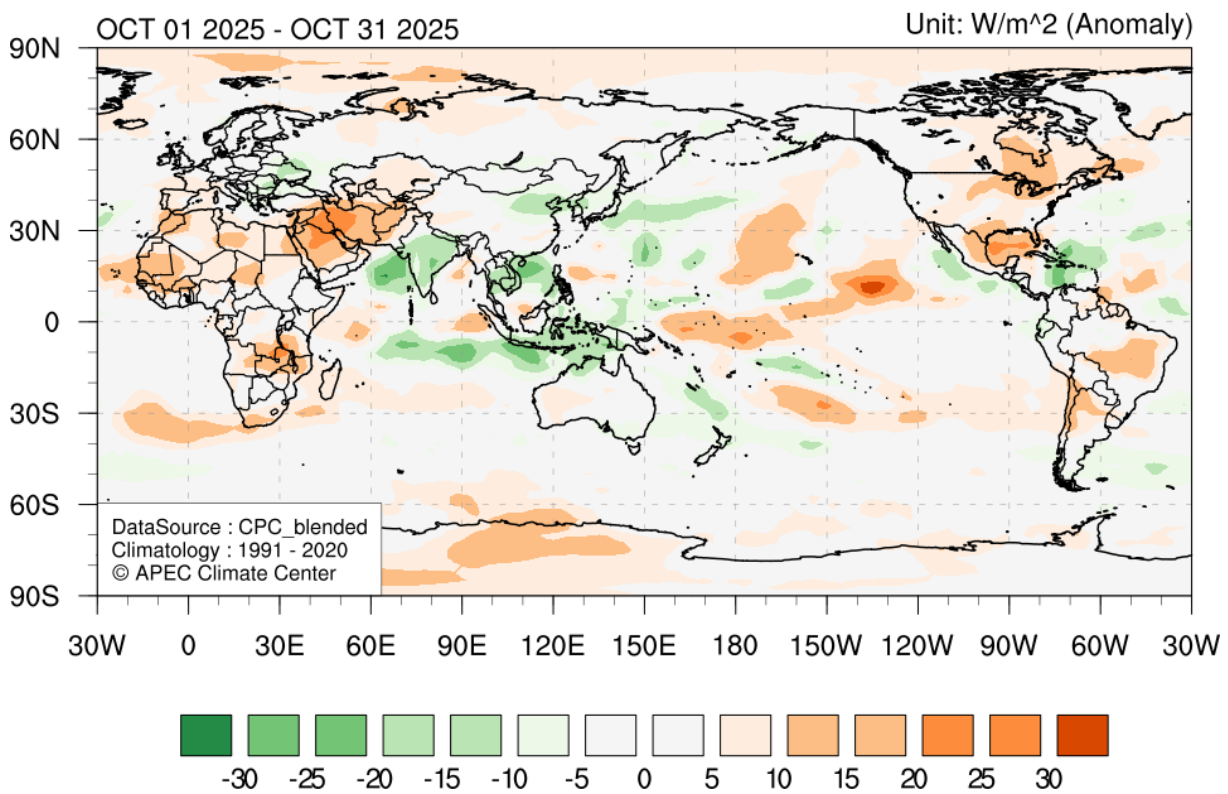 OCT 01 2025 - OCT 31 2025
Unit: W/m^2 (Anomaly)
90N
60N
30N
0
30S
60S
90S
DataSource : CPC_blended
Climatology : 1991 - 2020
© APEC Climate Center
30W 0 30E 60E 90E 120E 150E 180 150W 120W 90W 60W 30W
-30 -25 -20 -15 -10 -5 0 5 10 15 20 25 30